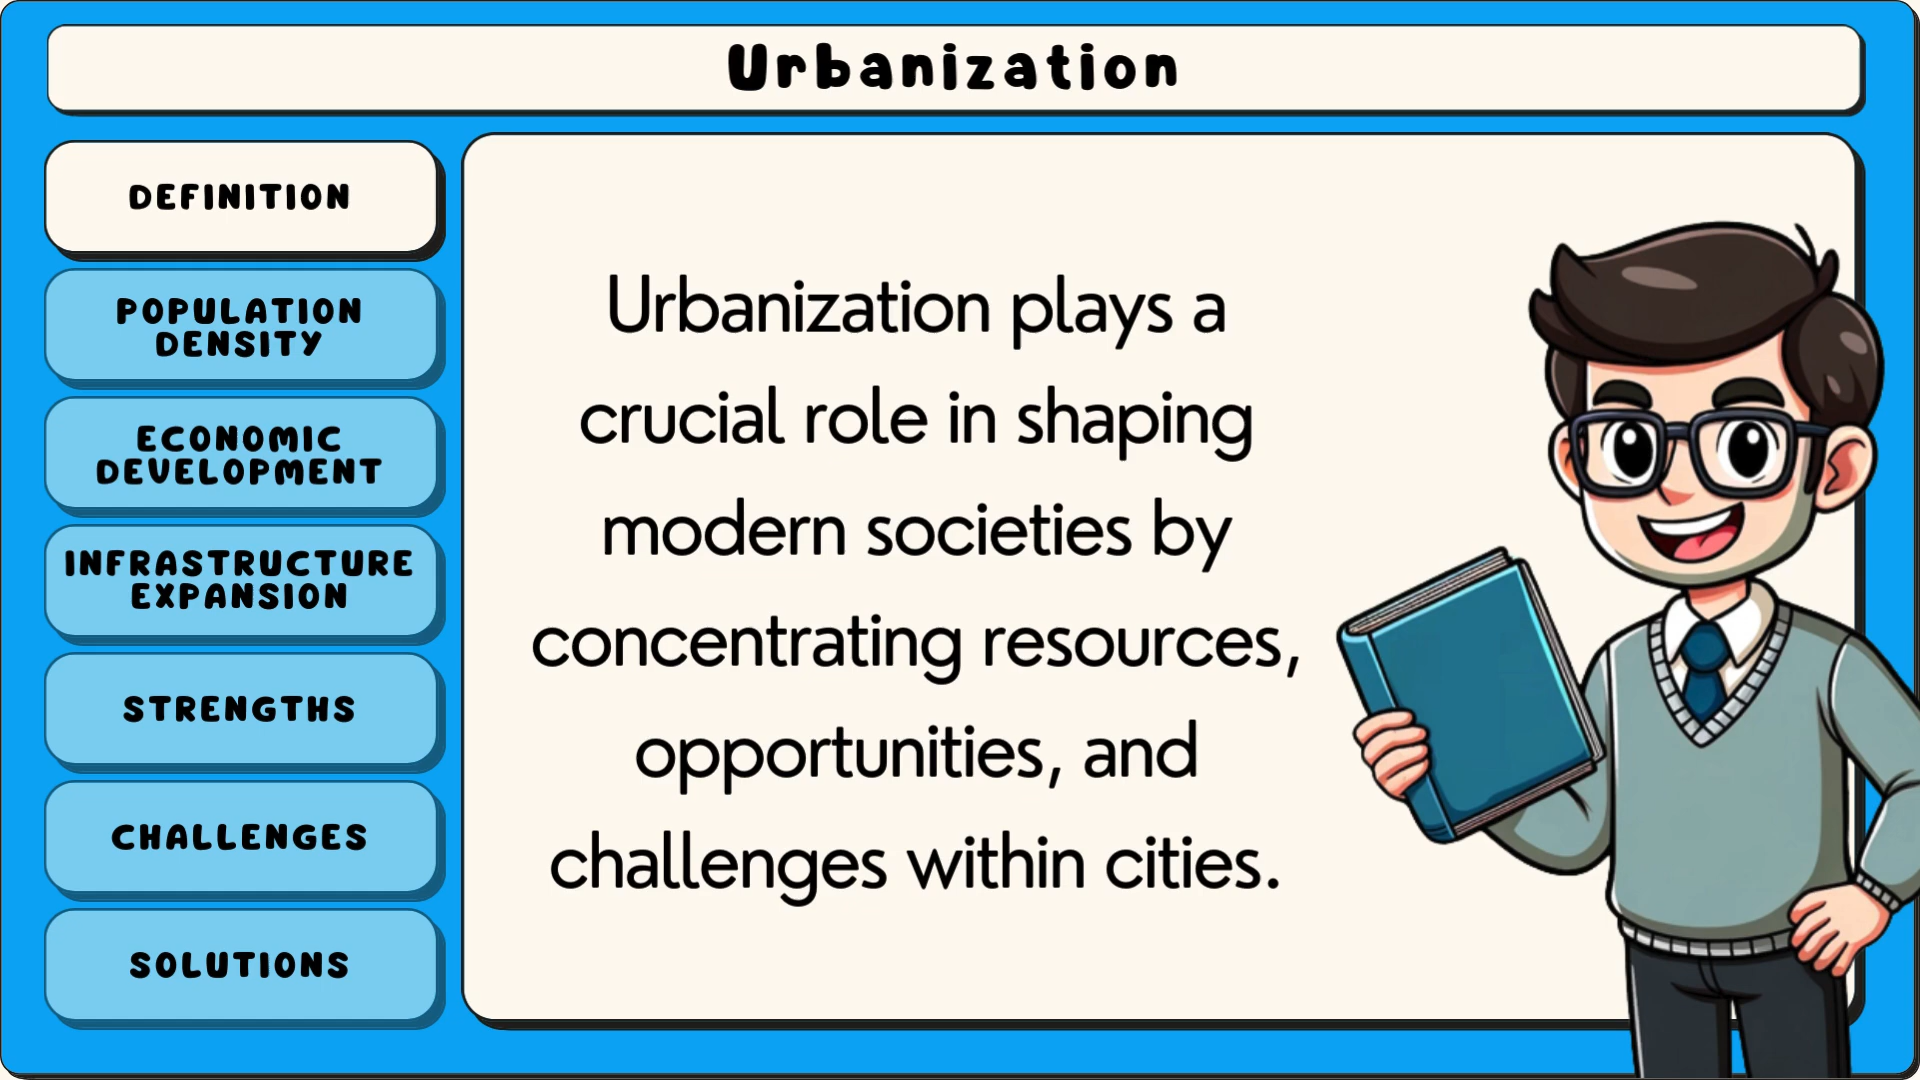 Urbanization
DEFINITION
POPULATION
DENSITY
ECONOMIC
DEVELOPMENT
INFRASTRUCTURE
EXPANSION
STRENGTHS
CHALLENGES
SOLUTIONS
Urbanization plays a
crucial role in shaping
modern societies by
concentrating resources,
opportunities, and
challenges within cities.